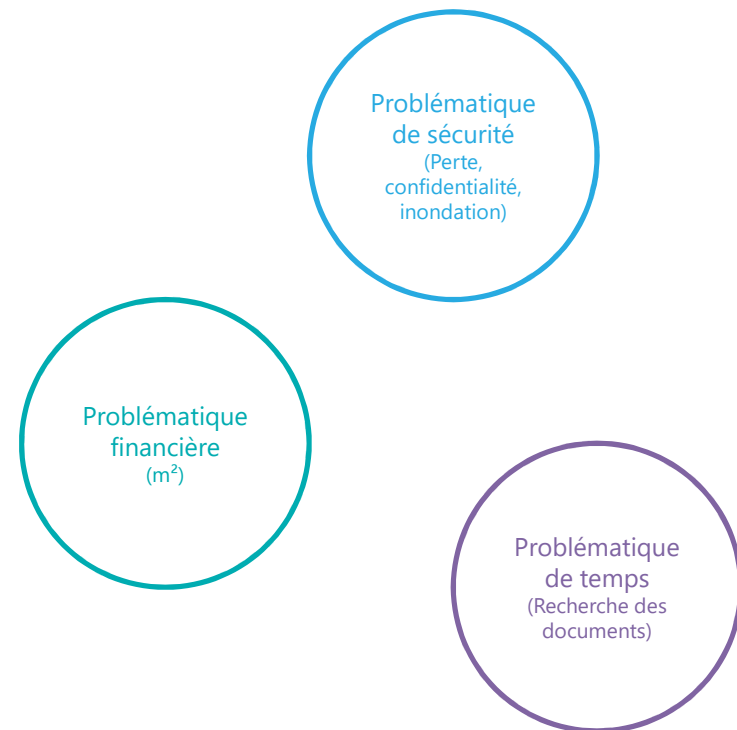 Problématique
de sécurité
(Perte,
confidentialité,
inondation)
Problématique
financière
(m²)
Problématique
de temps
(Recherche des
documents)